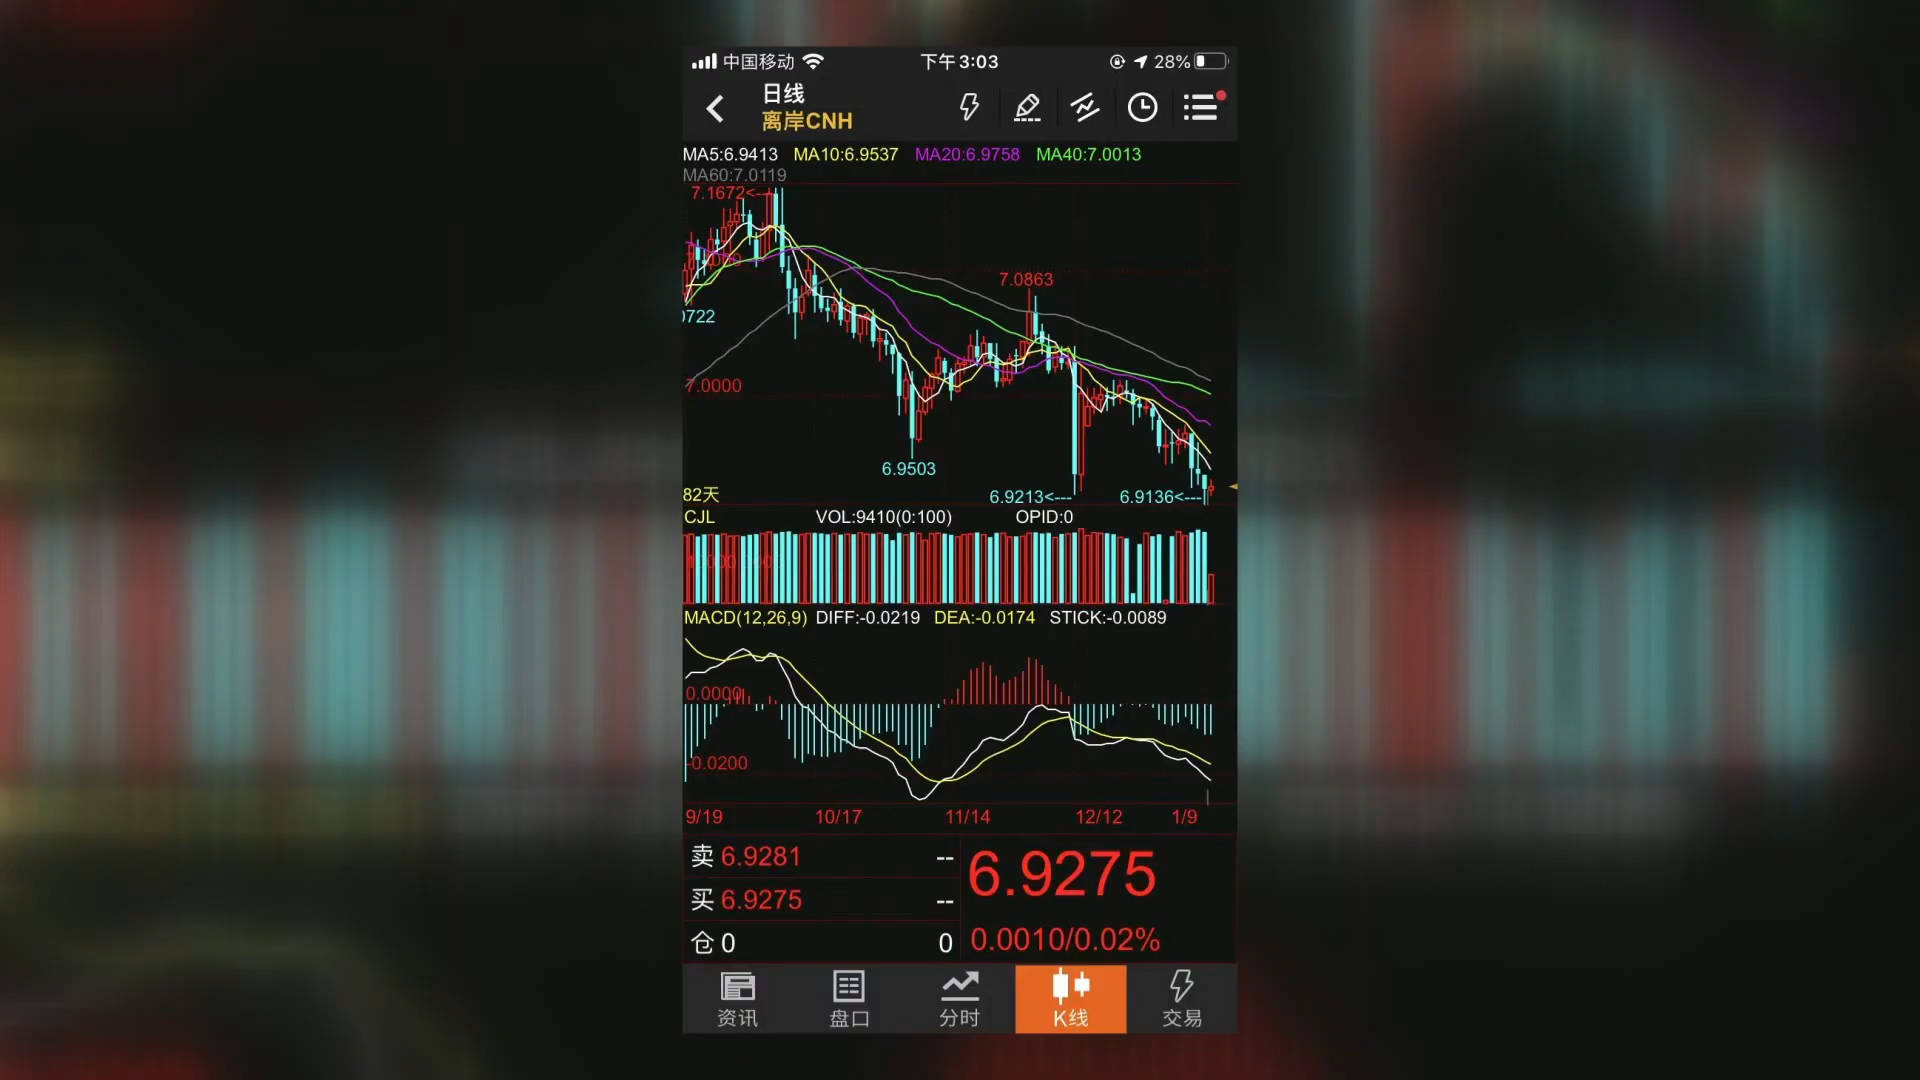 中国移动 下午3:03 28%
日线
离岸CNH
MA5:6.9413 MA10:6.9537 MA20:6.9758 MA40:7.0013
MA60:7.0119
7.1672<--
7.0863
0722
7.0000
6.9503
6.9213<--- 6.9136<---
82天
CJL VOL:9410(0:100) OPID:0
MACD(12,26,9) DIFF:-0.0219 DEA:-0.0174 STICK:-0.0089
0.0000
-0.0200
9/19 10/17 11/14 12/12 1/9
卖 6.9281 --
买 6.9275 --
仓 0 0
6.9275
0.0010/0.02%
资讯 盘口 分时 K线 交易